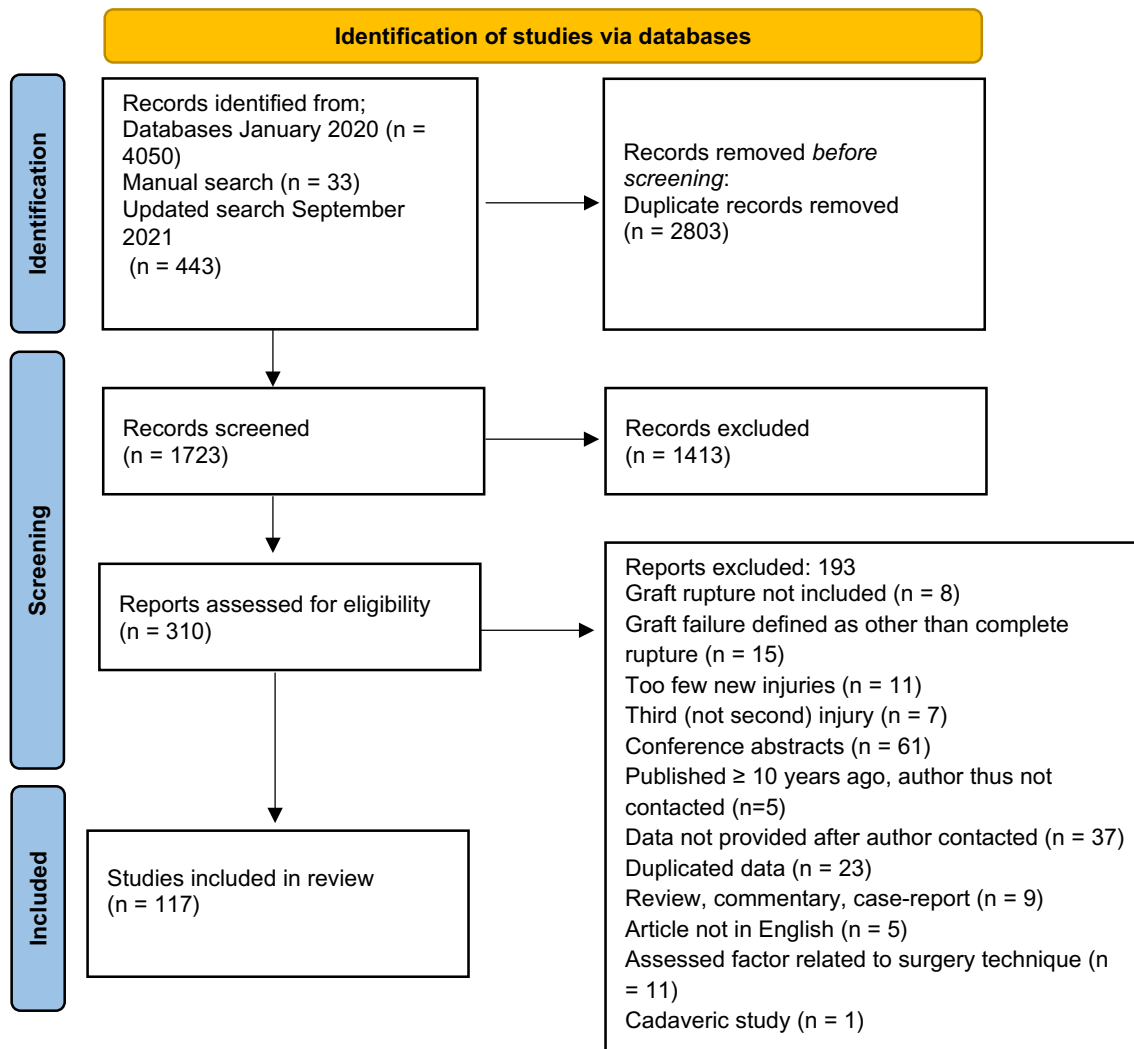 Identification of studies via databases
Identification
Records identified from;
Databases January 2020 (n =
4050)
Manual search (n = 33)
Updated search September
2021
(n = 443)
Records removed before
screening:
Duplicate records removed
(n = 2803)
Screening
Records screened
(n = 1723)
Records excluded
(n = 1413)
Reports assessed for eligibility
(n = 310)
Reports excluded: 193
Graft rupture not included (n = 8)
Graft failure defined as other than complete
rupture (n = 15)
Too few new injuries (n = 11)
Third (not second) injury (n = 7)
Conference abstracts (n = 61)
Published ≥ 10 years ago, author thus not
contacted (n=5)
Data not provided after author contacted (n = 37)
Duplicated data (n = 23)
Review, commentary, case-report (n = 9)
Article not in English (n = 5)
Assessed factor related to surgery technique (n
= 11)
Cadaveric study (n = 1)
Included
Studies included in review
(n = 117)